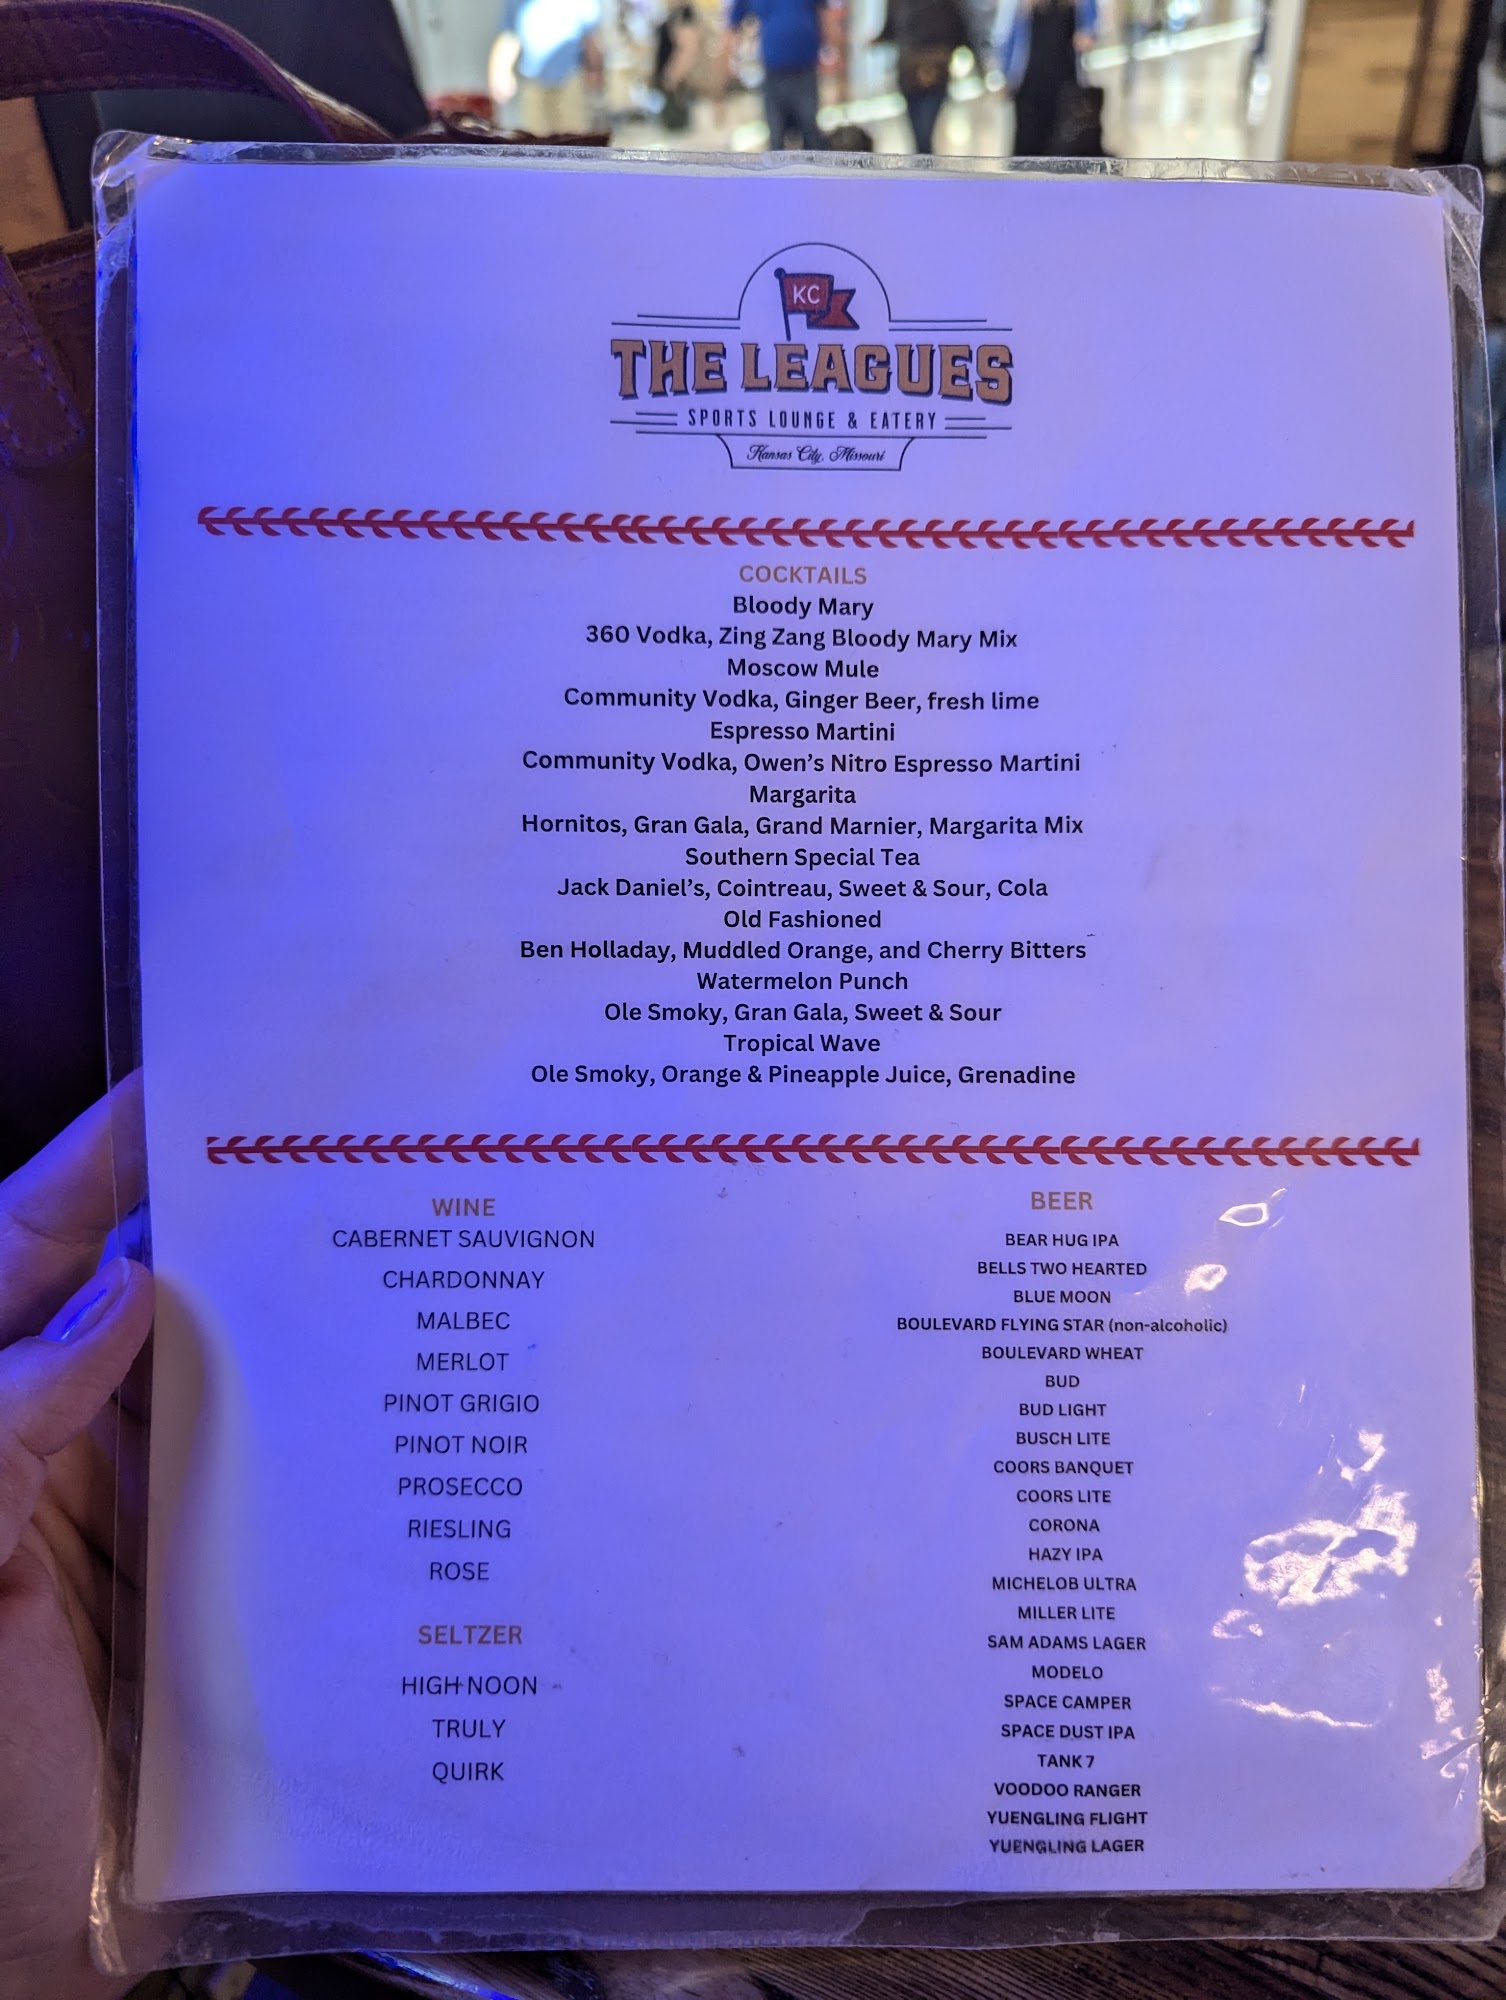 KC
THE LEAGUES
SPORTS LOUNGE & EATERY
Kansas City, Missouri
COCKTAILS
Bloody Mary
360 Vodka, Zing Zang Bloody Mary Mix
Moscow Mule
Community Vodka, Ginger Beer, fresh lime
Espresso Martini
Community Vodka, Owen's Nitro Espresso Martini
Margarita
Hornitos, Gran Gala, Grand Marnier, Margarita Mix
Southern Special Tea
Jack Daniel's, Cointreau, Sweet & Sour, Cola
Old Fashioned
Ben Holladay, Muddled Orange, and Cherry Bitters
Watermelon Punch
Ole Smoky, Gran Gala, Sweet & Sour
Tropical Wave
Ole Smoky, Orange & Pineapple Juice, Grenadine
WINE
CABERNET SAUVIGNON
CHARDONNAY
MALBEC
MERLOT
PINOT GRIGIO
PINOT NOIR
PROSECCO
RIESLING
ROSE
SELTZER
HIGH NOON
TRULY
QUIRK
BEER
BEAR HUG IPA
BELLS TWO HEARTED
BLUE MOON
BOULEVARD FLYING STAR (non-alcoholic)
BOULEVARD WHEAT
BUD
BUD LIGHT
BUSCH LITE
COORS BANQUET
COORS LITE
CORONA
HAZY IPA
MICHELOB ULTRA
MILLER LITE
SAM ADAMS LAGER
MODELO
SPACE CAMPER
SPACE DUST IPA
TANK 7
VOODOO RANGER
YUENGLING FLIGHT
YUENGLING LAGER